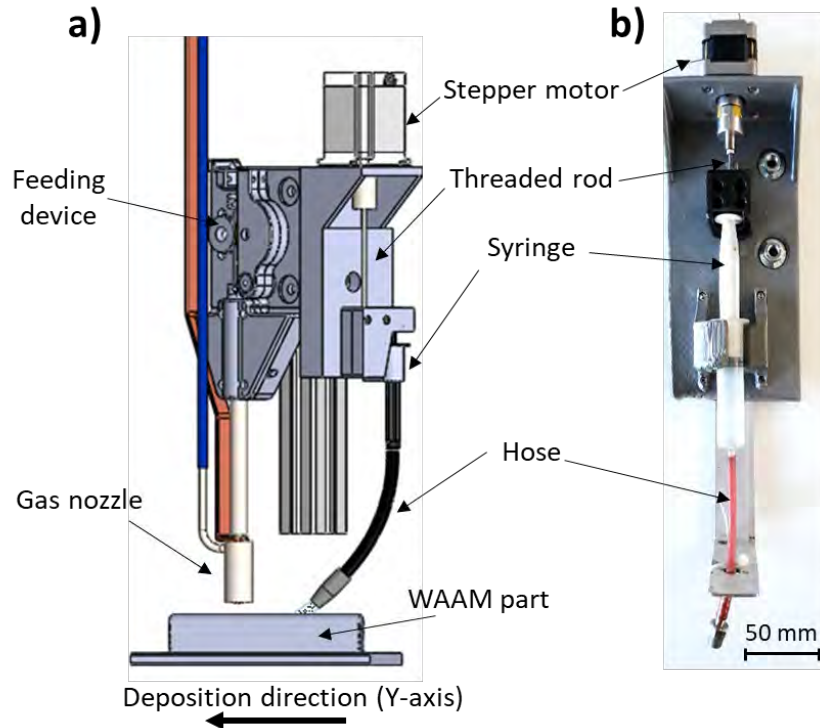 a)
b)
Stepper motor
Feeding
device
Threaded rod
Syringe
Hose
Gas nozzle
WAAM part
50 mm
Deposition direction (Y-axis)